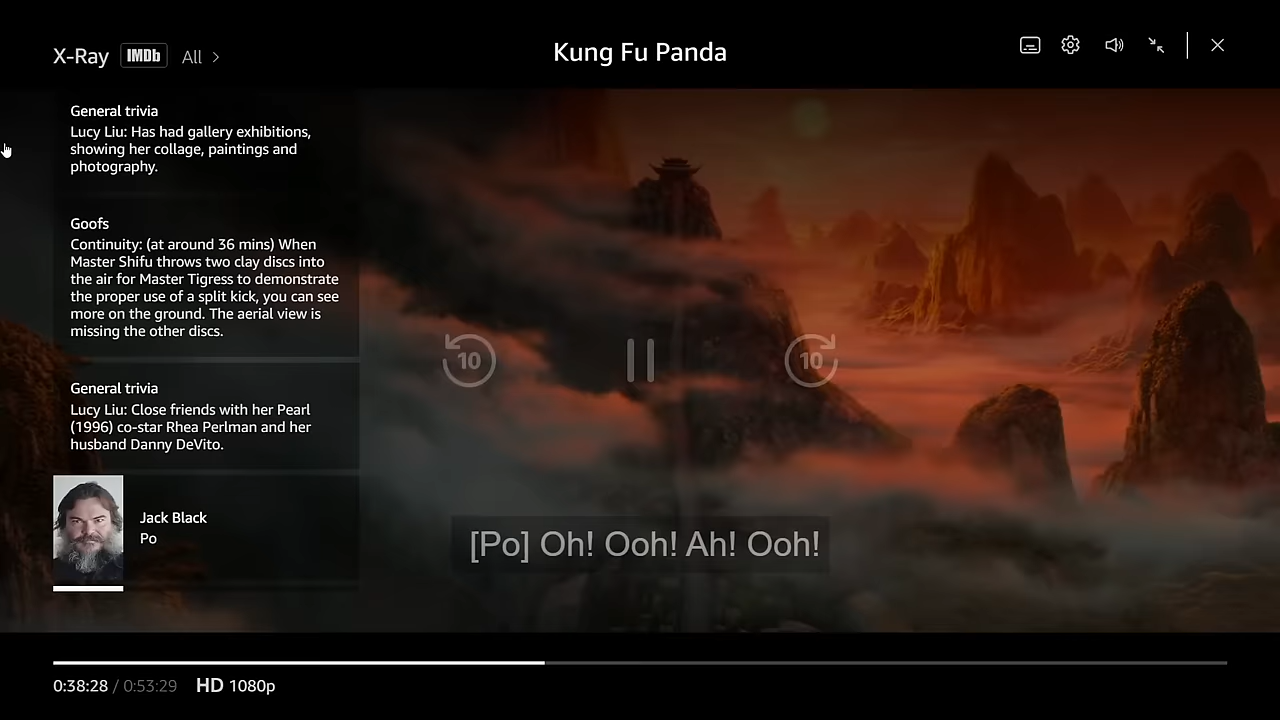 X-Ray IMDb All
Kung Fu Panda
General trivia
Lucy Liu: Has had gallery exhibitions,
showing her collage, paintings and
photography.
Goofs
Continuity: (at around 36 mins) When
Master Shifu throws two clay discs into
the air for Master Tigress to demonstrate
the proper use of a split kick, you can see
more on the ground. The aerial view is
missing the other discs.
General trivia
Lucy Liu: Close friends with her Pearl
(1996) co-star Rhea Perlman and her
husband Danny DeVito.
Jack Black
Po
10
10
[Po] Oh! Ooh! Ah! Ooh!
0:38:28 / 0:53:29 HD 1080p